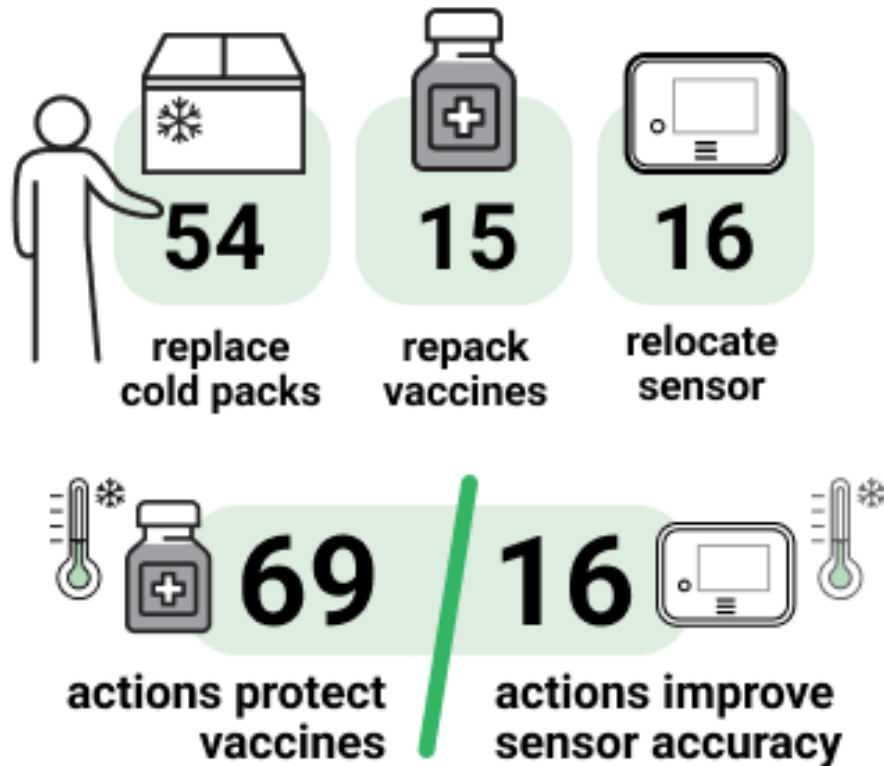 54
15
16
replace
cold packs
repack
vaccines
relocate
sensor
69
16
actions protect
vaccines
actions improve
sensor accuracy